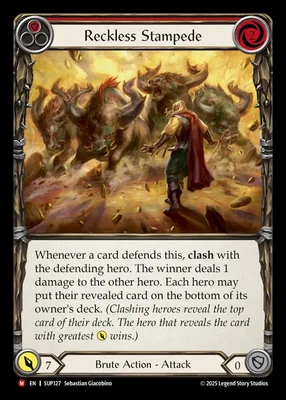 Reckless Stampede
Whenever a card defends this, clash with
the defending hero. The winner deals 1
damage to the other hero. Each hero may
put their revealed card on the bottom of its
owner's deck. (Clashing heroes reveal the top
card of their deck. The hero that reveals the card
with greatest wins.)
7
Brute Action - Attack
0
M EN | SUP127 Sebastian Giacobino
© 2025 Legend Story Studios